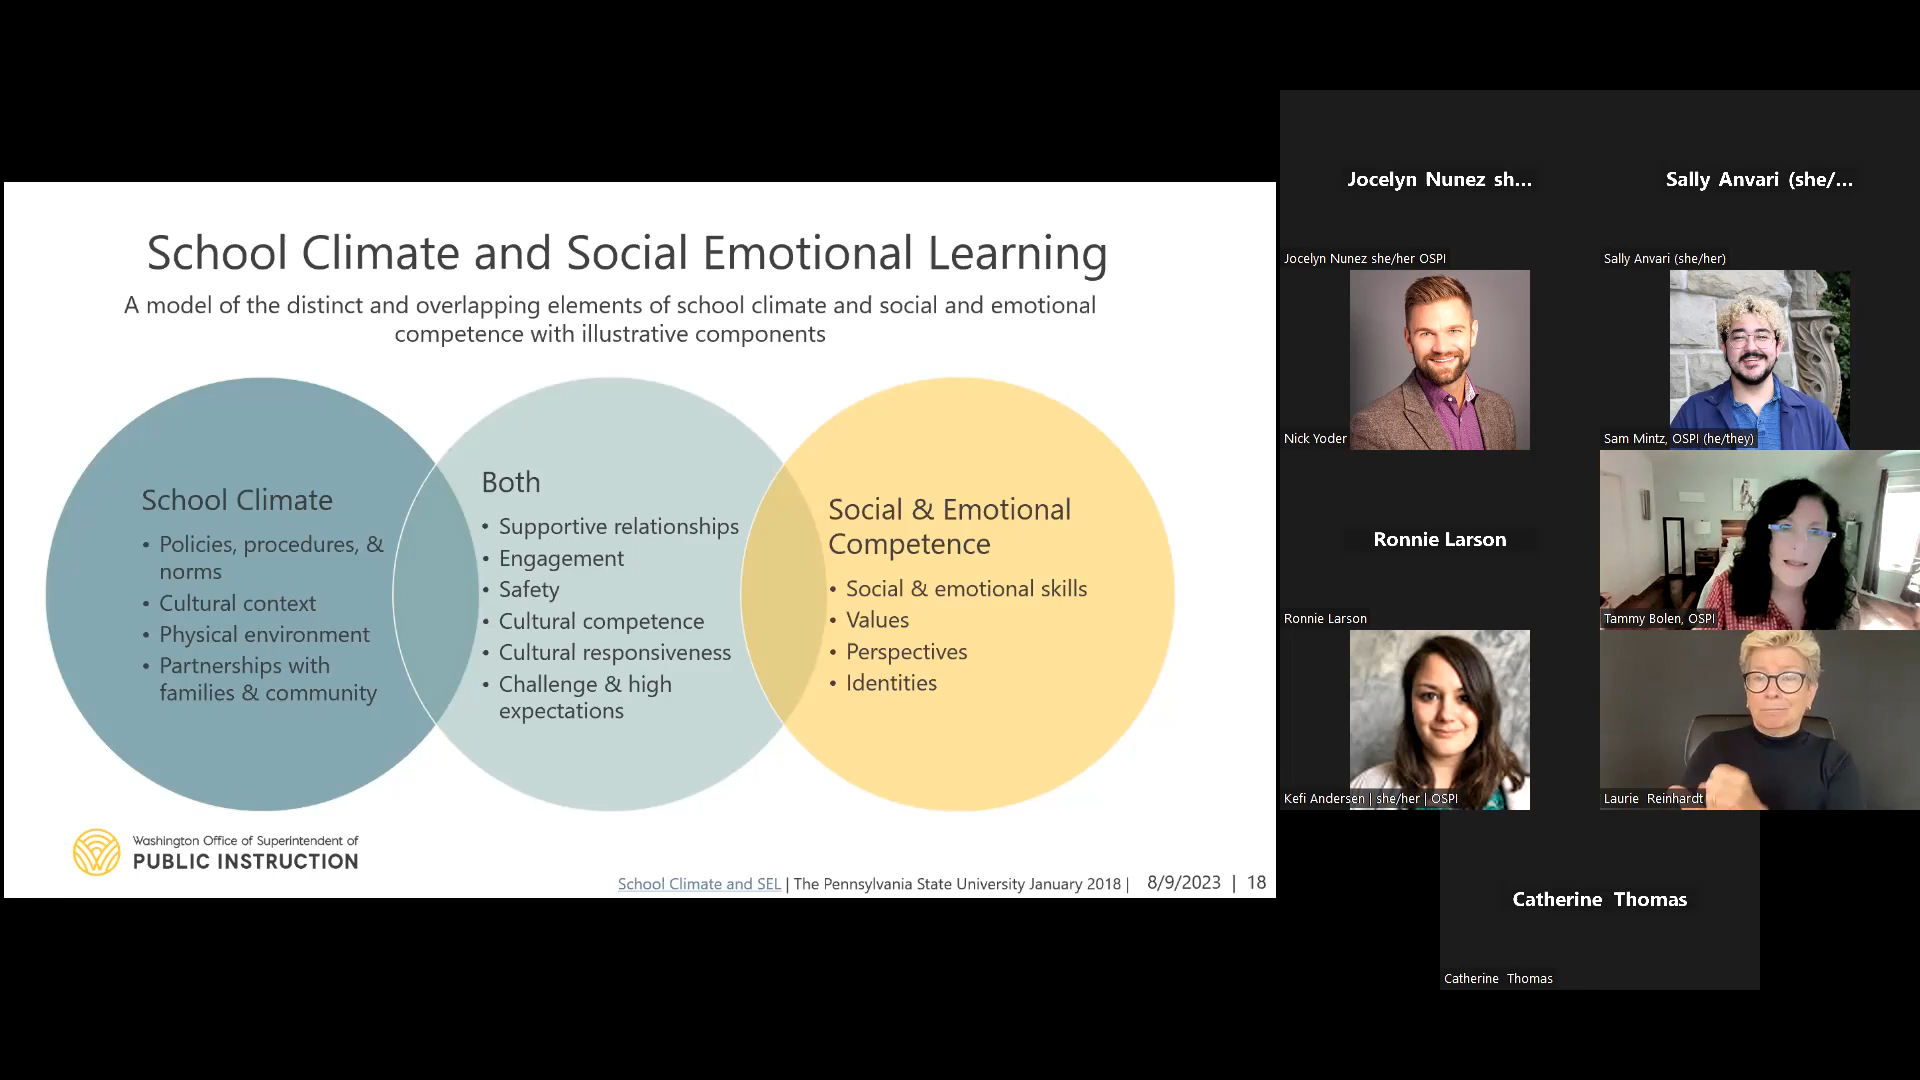 School Climate and Social Emotional Learning
A model of the distinct and overlapping elements of school climate and social and emotional
competence with illustrative components
School Climate
• Policies, procedures, &
norms
• Cultural context
• Physical environment
• Partnerships with
families & community
Both
• Supportive relationships
• Engagement
• Safety
• Cultural competence
• Cultural responsiveness
• Challenge & high
expectations
Social & Emotional
Competence
• Social & emotional skills
• Values
• Perspectives
• Identities
Washington Office of Superintendent of
PUBLIC INSTRUCTION
School Climate and SEL | The Pennsylvania State University January 2018 | 8/9/2023 | 18
Jocelyn Nunez sh...
Jocelyn Nunez she/her OSPI
Sally Anvari (she/...
Sally Anvari (she/her)
Nick Yoder
Sam Mintz, OSPI (he/they)
Ronnie Larson
Ronnie Larson
Tammy Bolen, OSPI
Kefi Andersen | she/her | OSPI
Laurie Reinhardt
Catherine Thomas
Catherine Thomas